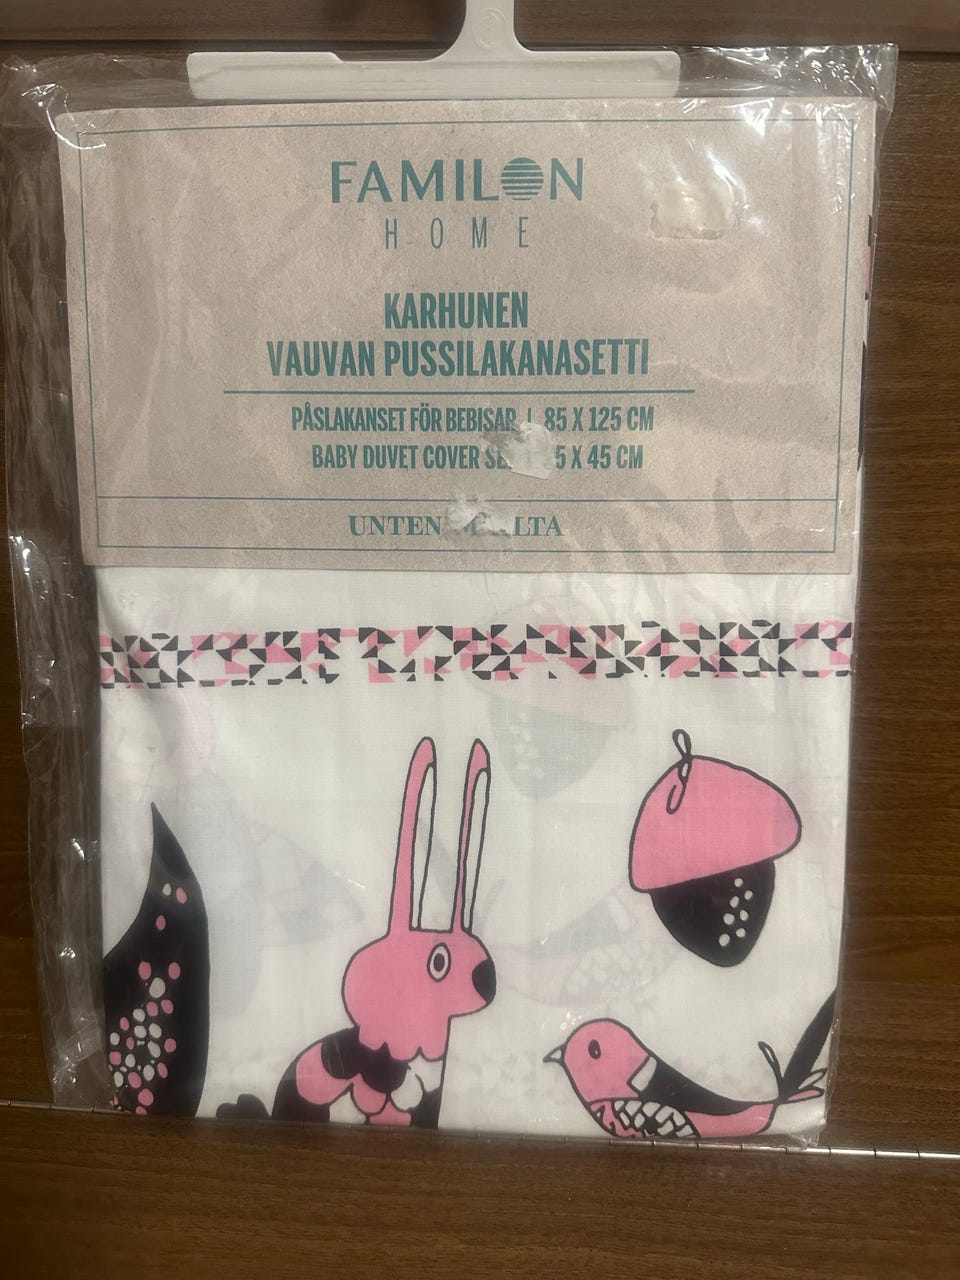 FAMILON
HOME
KARHUNEN
VAUVAN PUSSILAKANASETTI
PÅSLAKANSET FÖR BEBISAR | 85 X 125 CM
BABY DUVET COVER X 45 CM